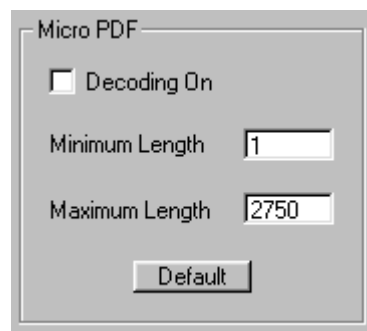 Micro PDF
Decoding On
Minimum Length 1
Maximum Length 2750
Default